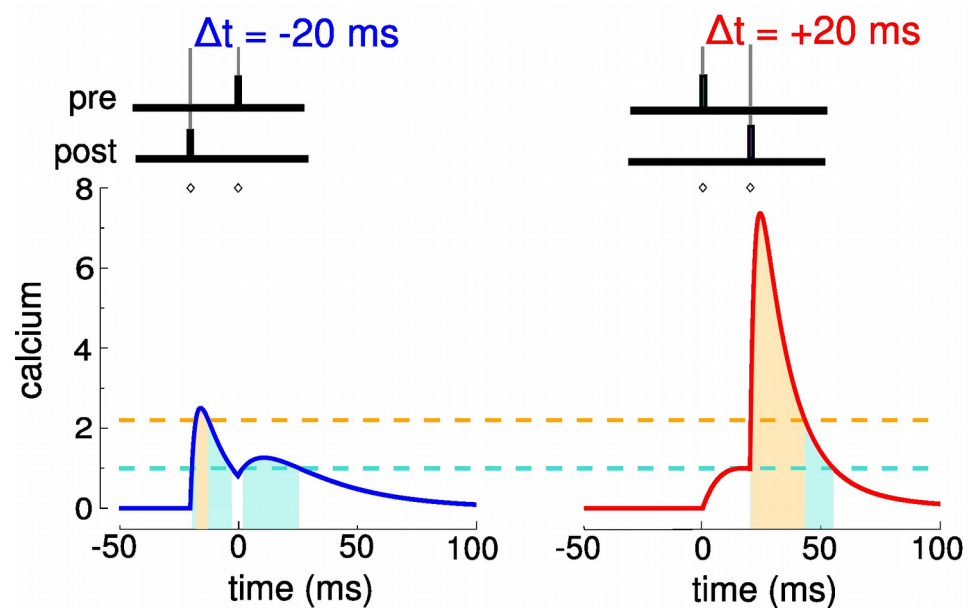 Δt = -20 ms
Δt = +20 ms
pre
post
8
6
4
2
0
calcium
-50
0
50
100
-50
0
50
100
time (ms)
time (ms)